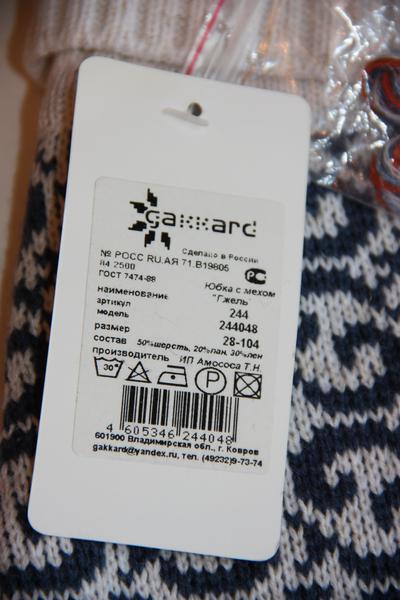 gakkard
Сделано в России
№ РОСС RU.АЯ 71.В19805
84 2500
ГОСТ 7474-88
наименование Юбка с мехом
"Гжель"
артикул 244
модель 244048
размер 28-104
состав 50%шерсть, 20%пан, 30%лен
производитель ИП Амососа Т.Н.
30°
P
4 605346 244048
601900 Владимирская обл., г. Ковров
gakkard@yandex.ru, тел. (49232)9-73-74